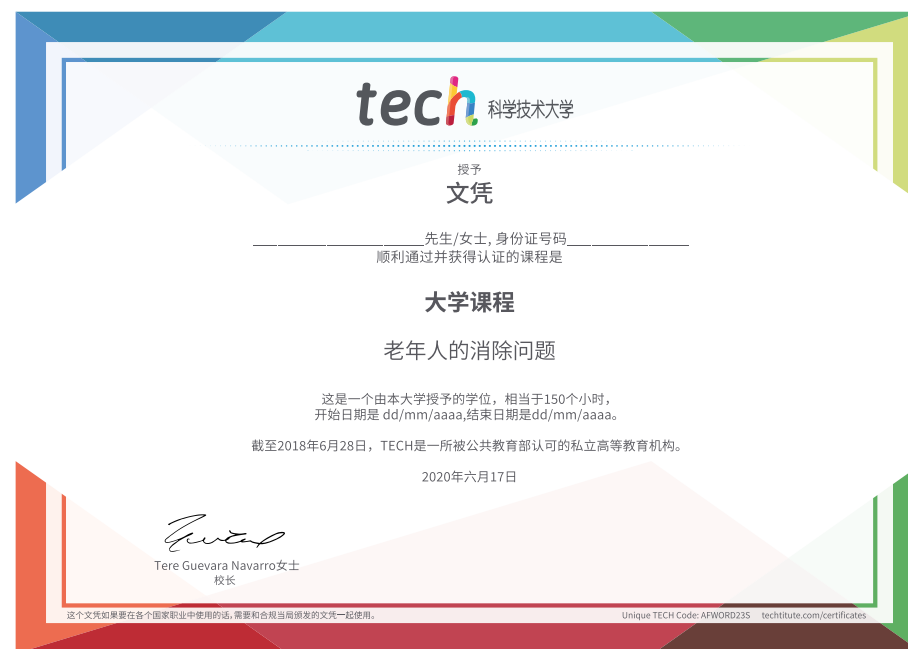 tech 科学技术大学
授予
文凭
先生/女士, 身份证号码
顺利通过并获得认证的课程是
大学课程
老年人的消除问题
这是一个由本大学授予的学位，相当于150个小时，
开始日期是 dd/mm/aaaa,结束日期是dd/mm/aaaa。
截至2018年6月28日，TECH是一所被公共教育部认可的私立高等教育机构。
2020年六月17日
Tere Guevara Navarro女士
校长
这个文凭如果要在各个国家职业中使用的话,需要和合规当局颁发的文凭一起使用。
Unique TECH Code: AFWORD23S techtitute.com/certificates